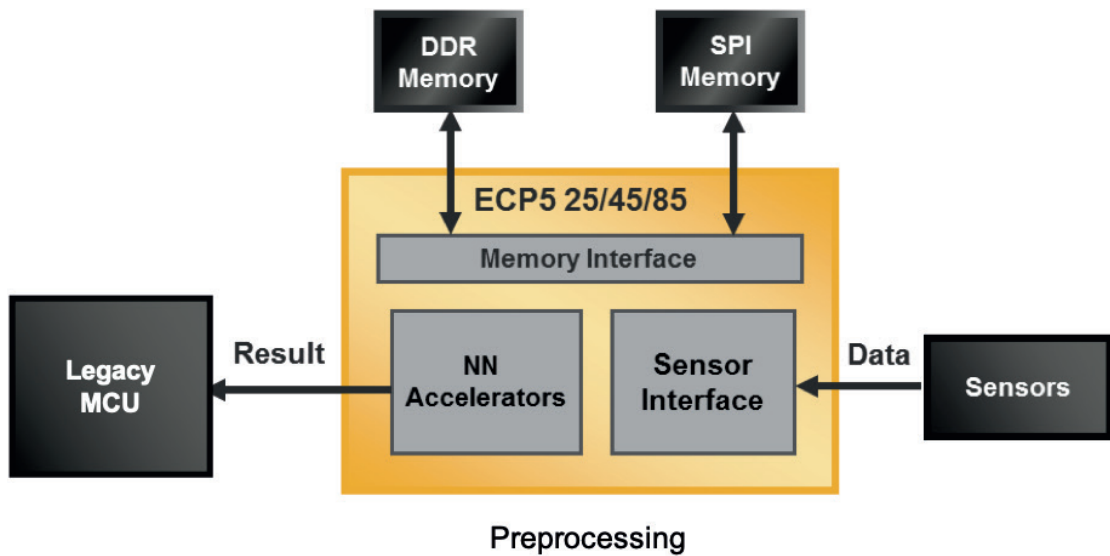 DDR
Memory
SPI
Memory
ECP5 25/45/85
Memory Interface
Legacy
MCU
Result
NN
Accelerators
Sensor
Interface
Data
Sensors
Preprocessing